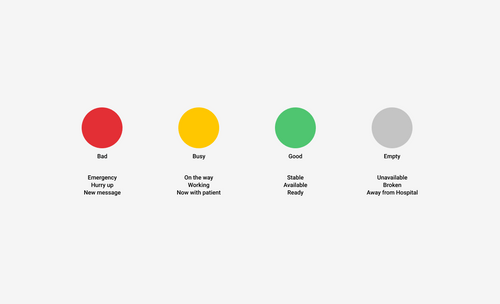 Bad
Busy
Good
Empty
Emergency
Hurry up
New message
On the way
Working
Now with patient
Stable
Available
Ready
Unavailable
Broken
Away from Hospital